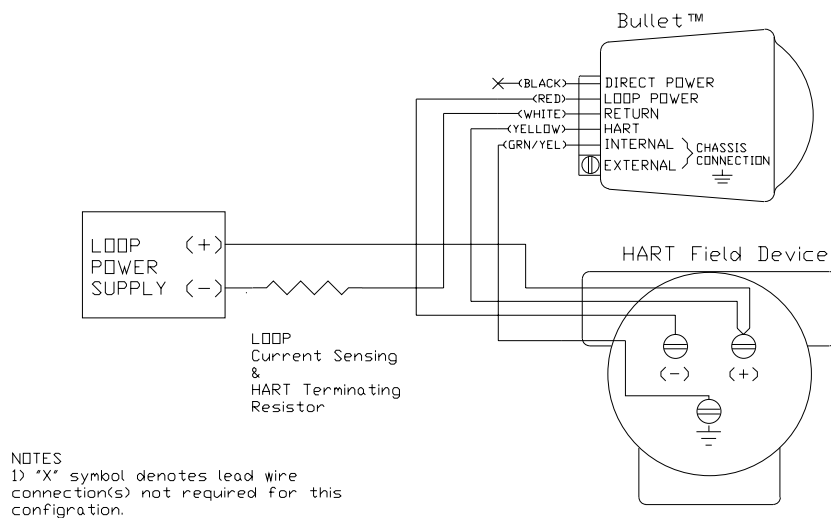 Bullet™
(BLACK) DIRECT POWER
(RED) LOOP POWER
(WHITE) RETURN
(YELLOW) HART
(GRN/YEL) INTERNAL
EXTERNAL
CHASSIS
CONNECTION
HART Field Device
LOOP (+)
POWER
SUPPLY (-)
LOOP
Current Sensing
&
HART Terminating
Resistor
(-) (+)
NOTES
1) "X" symbol denotes lead wire
connection(s) not required for this
configration.